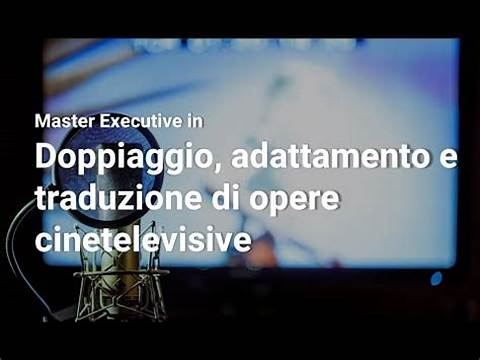 Master Executive in
Doppiaggio, adattamento e
traduzione di opere
cinetelevisive